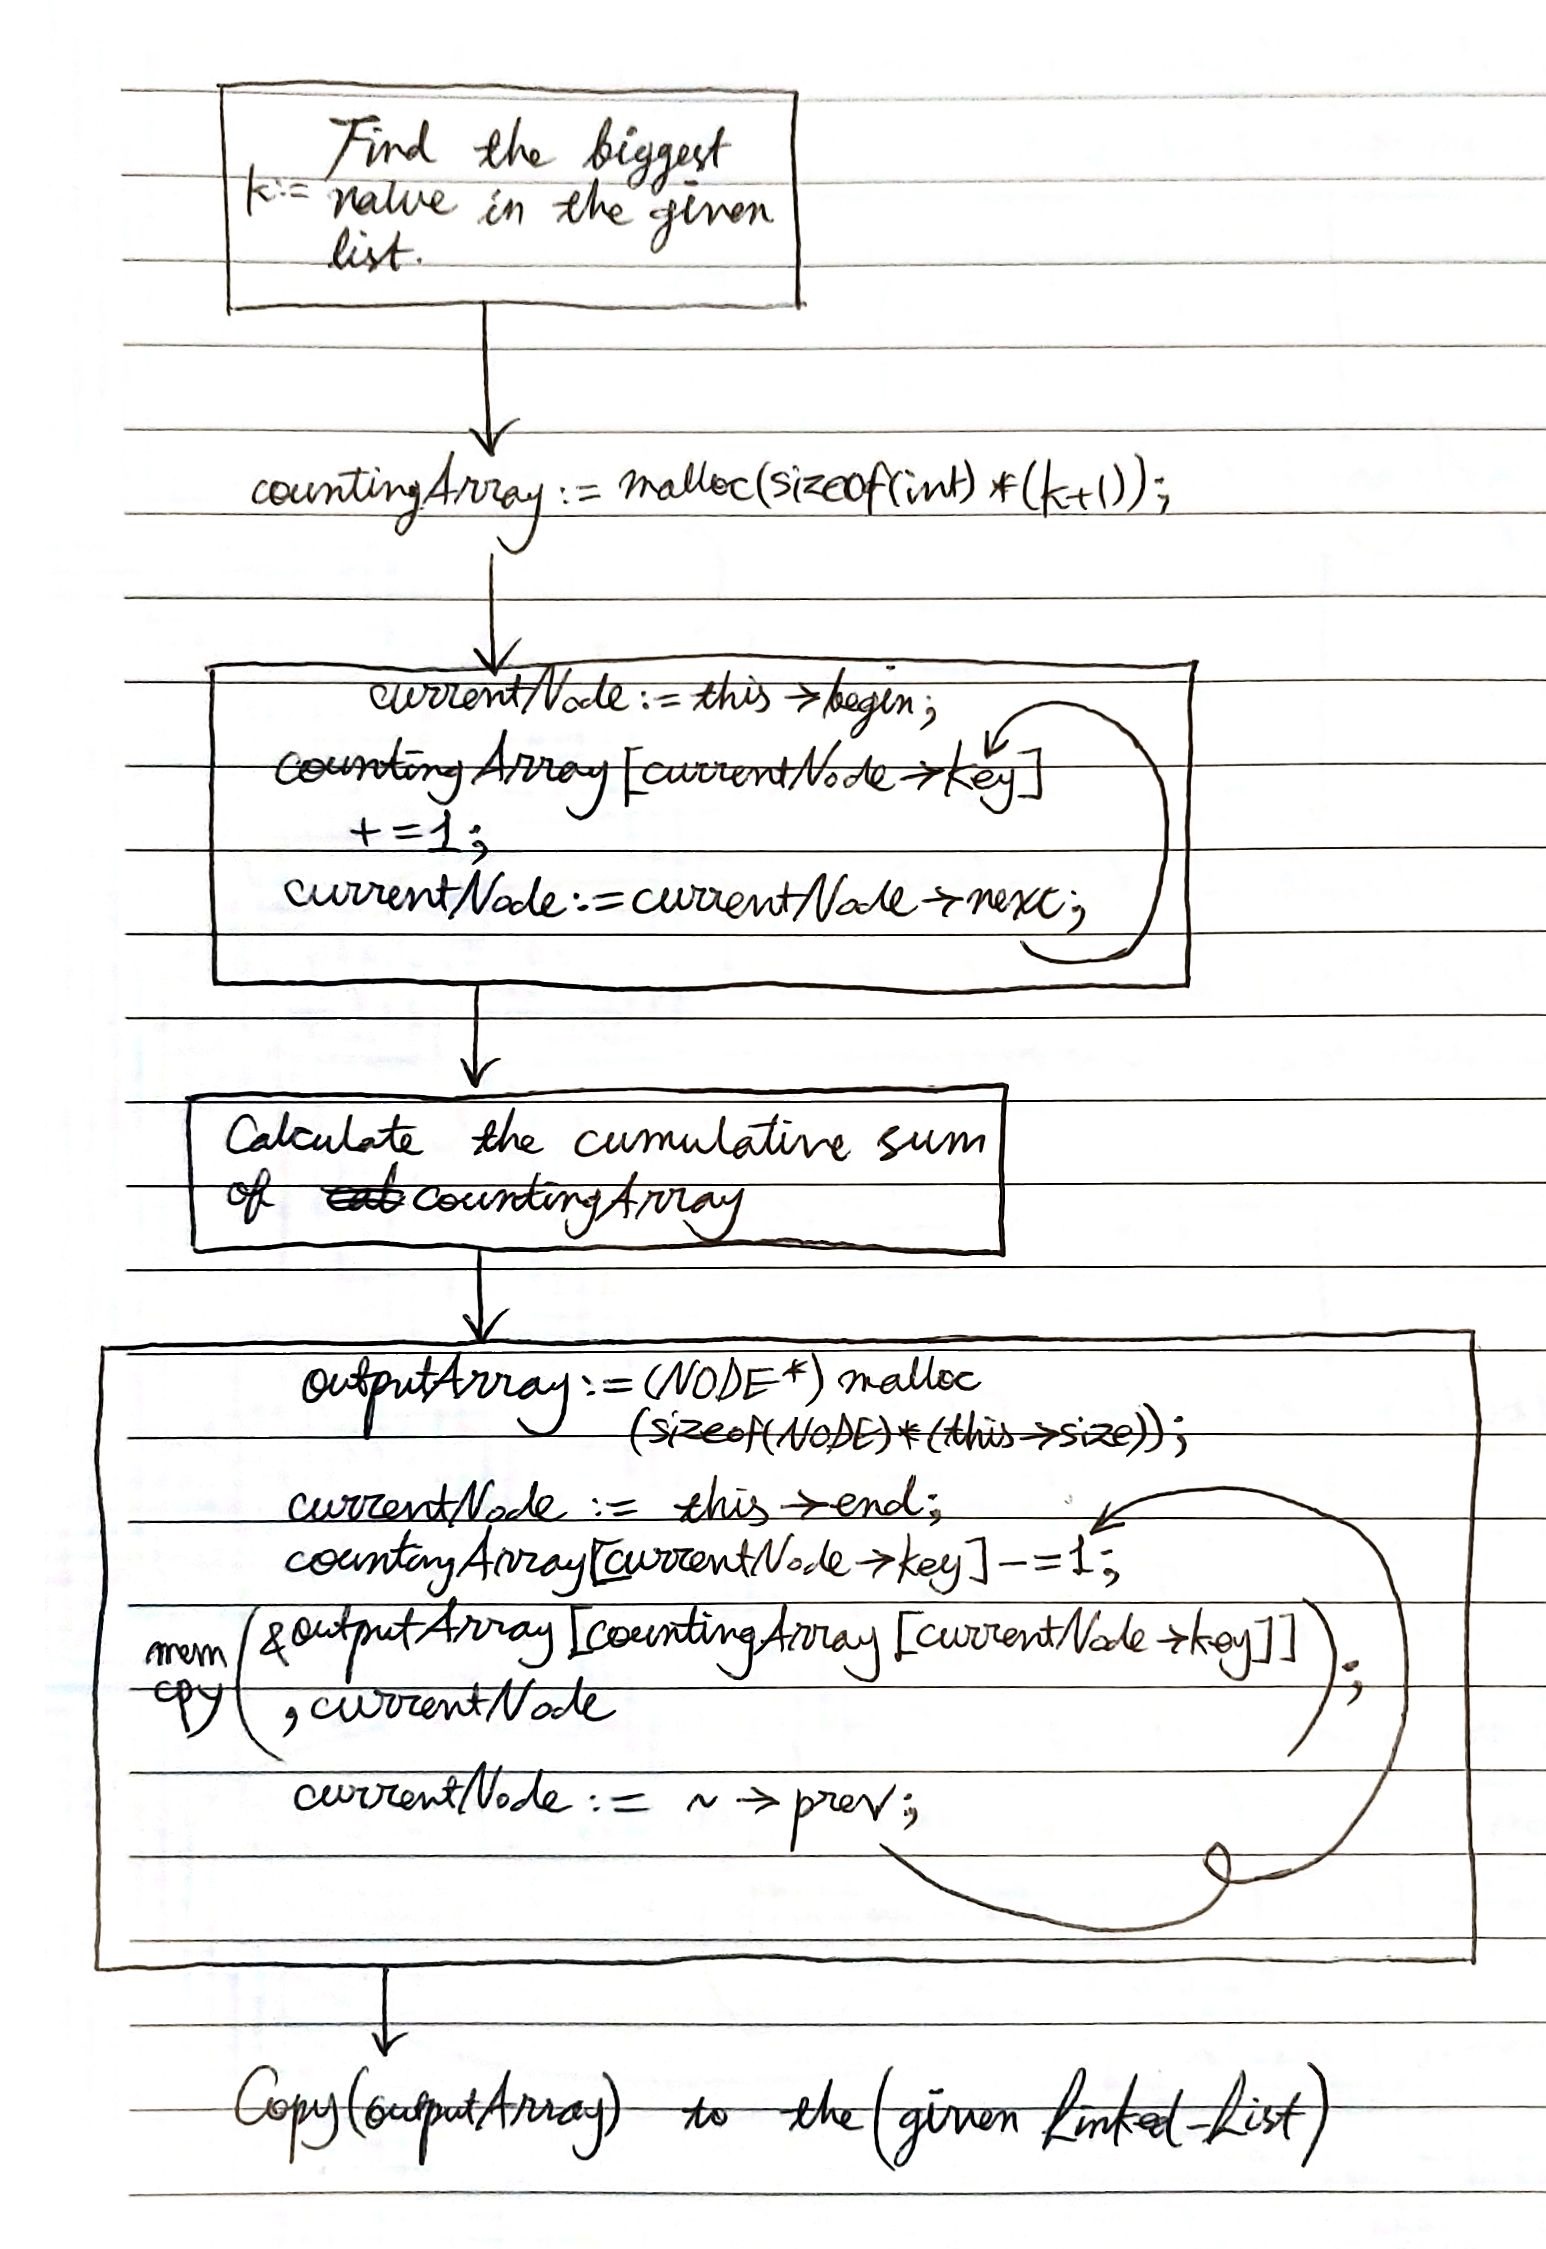 Find the biggest
k:= value in the given
list.
countingArray:= malloc(sizeof(int)*(k+1));
currentNode:=this->begin;
countingArray[currentNode->key]
+=1;
currentNode:=currentNode->next;
Calculate the cumulative sum
of countingArray
outputArray:=(NODE*) malloc
(sizeof(NODE)*(this->size));
currentNode := this->end;
countingArray[currentNode->key]-=1;
mem
cpy(&outputArray[countingArray[currentNode->key]]
,currentNode);
currentNode:= ~->prev;
Copy(outputArray) to the (given Linked-List)